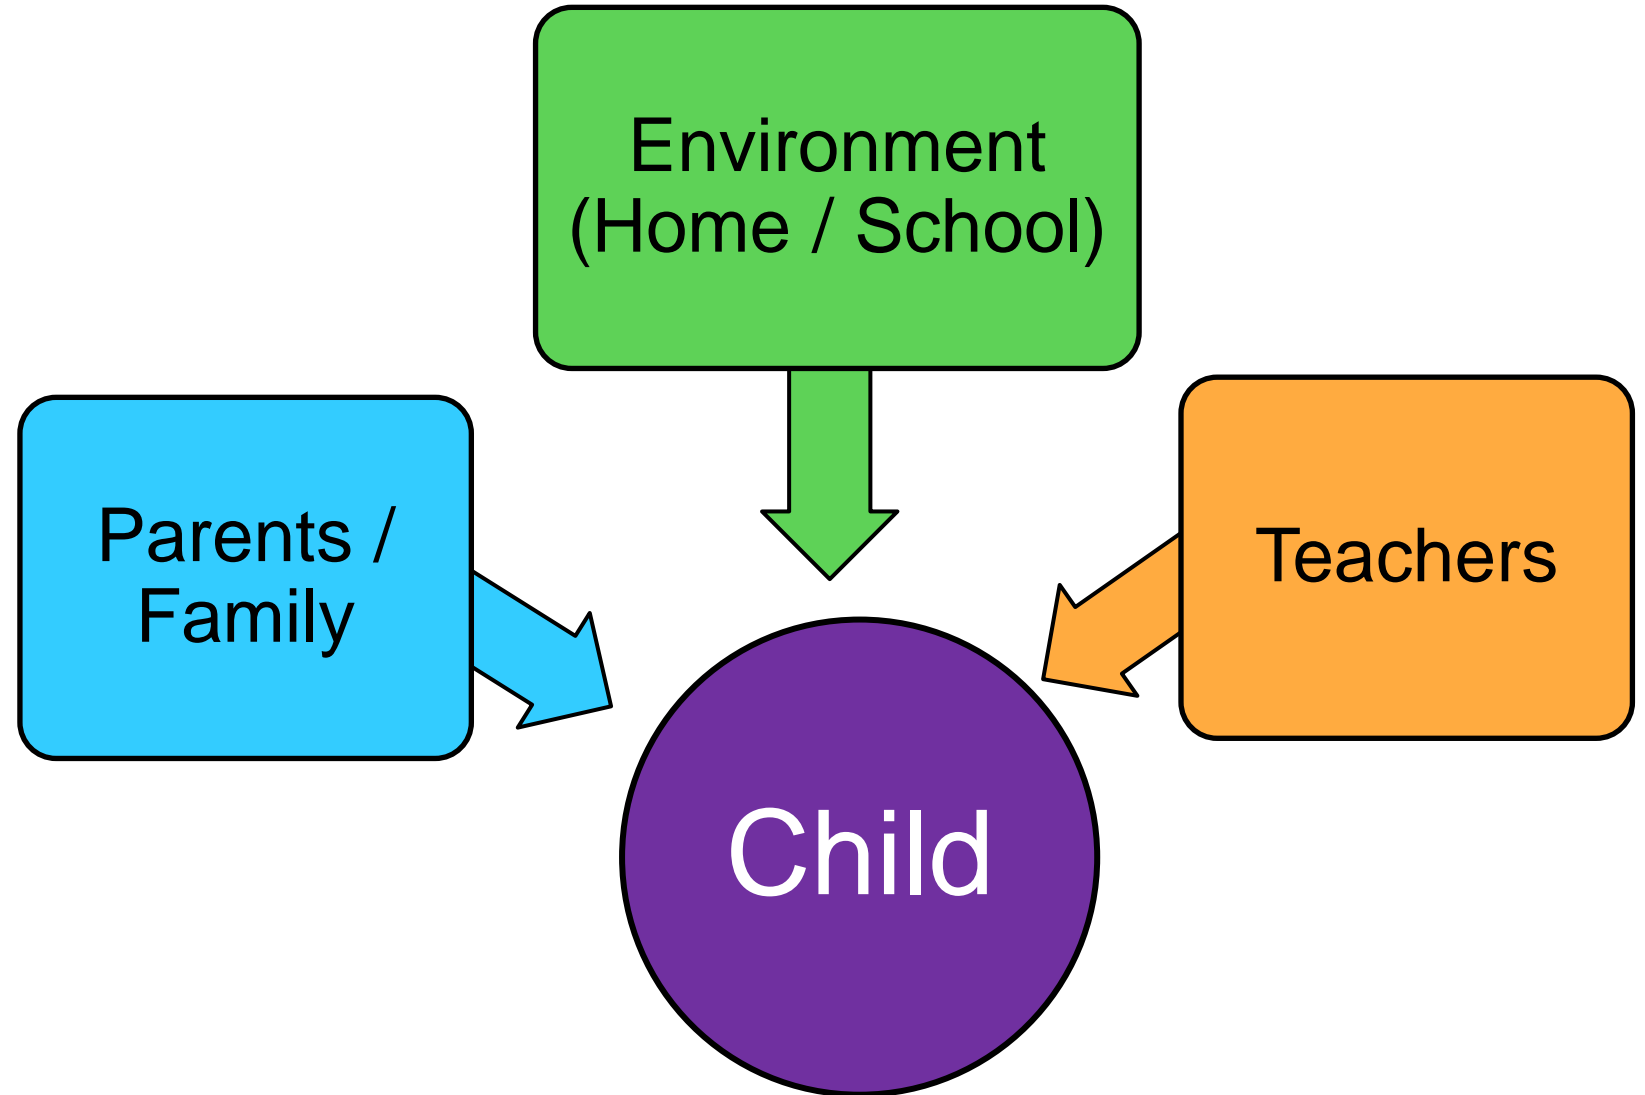 Environment
(Home / School)
Parents /
Family
Teachers
Child